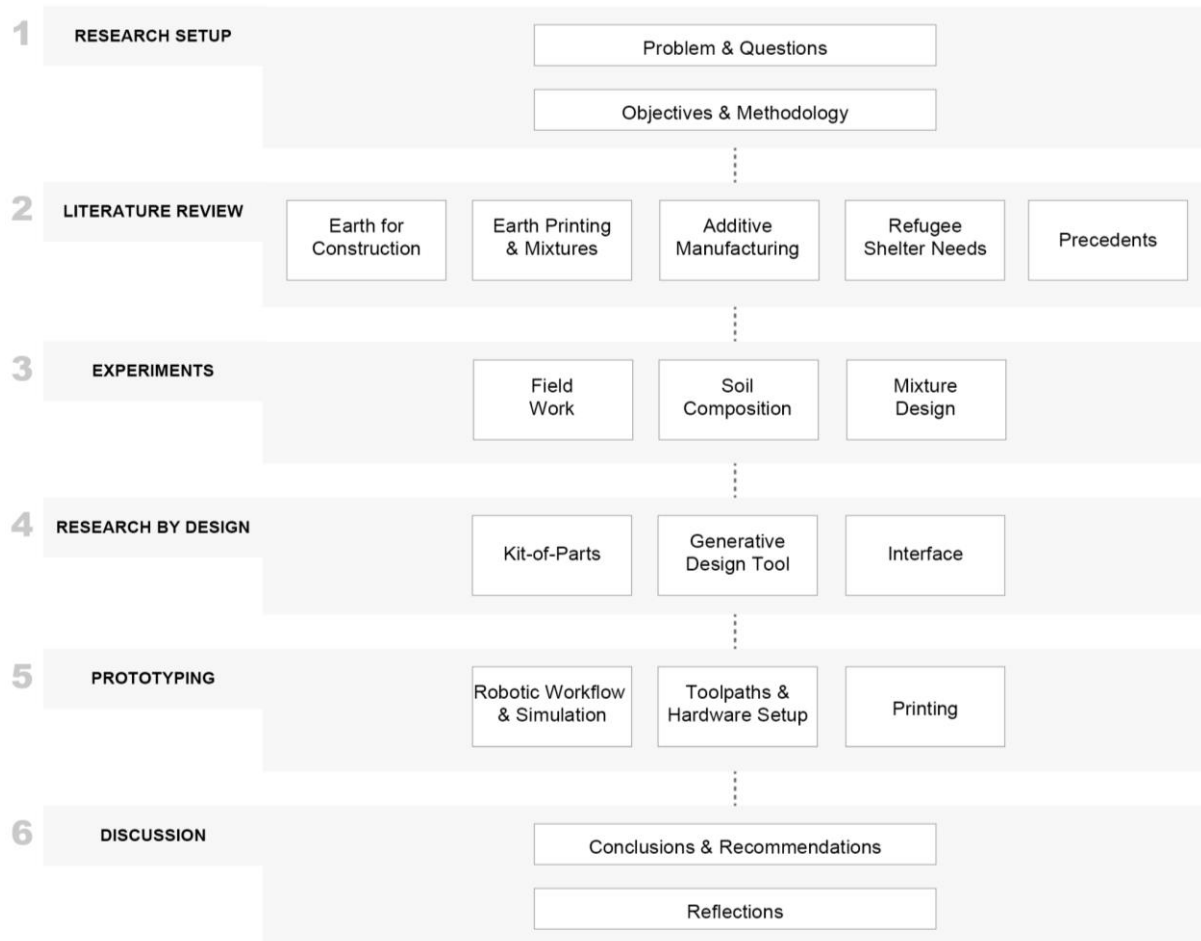 1
RESEARCH SETUP
Problem & Questions
Objectives & Methodology
2
LITERATURE REVIEW
Earth for
Construction
Earth Printing
& Mixtures
Additive
Manufacturing
Refugee
Shelter Needs
Precedents
3
EXPERIMENTS
Field
Work
Soil
Composition
Mixture
Design
4
RESEARCH BY DESIGN
Kit-of-Parts
Generative
Design Tool
Interface
5
PROTOTYPING
Robotic Workflow
& Simulation
Toolpaths &
Hardware Setup
Printing
6
DISCUSSION
Conclusions & Recommendations
Reflections